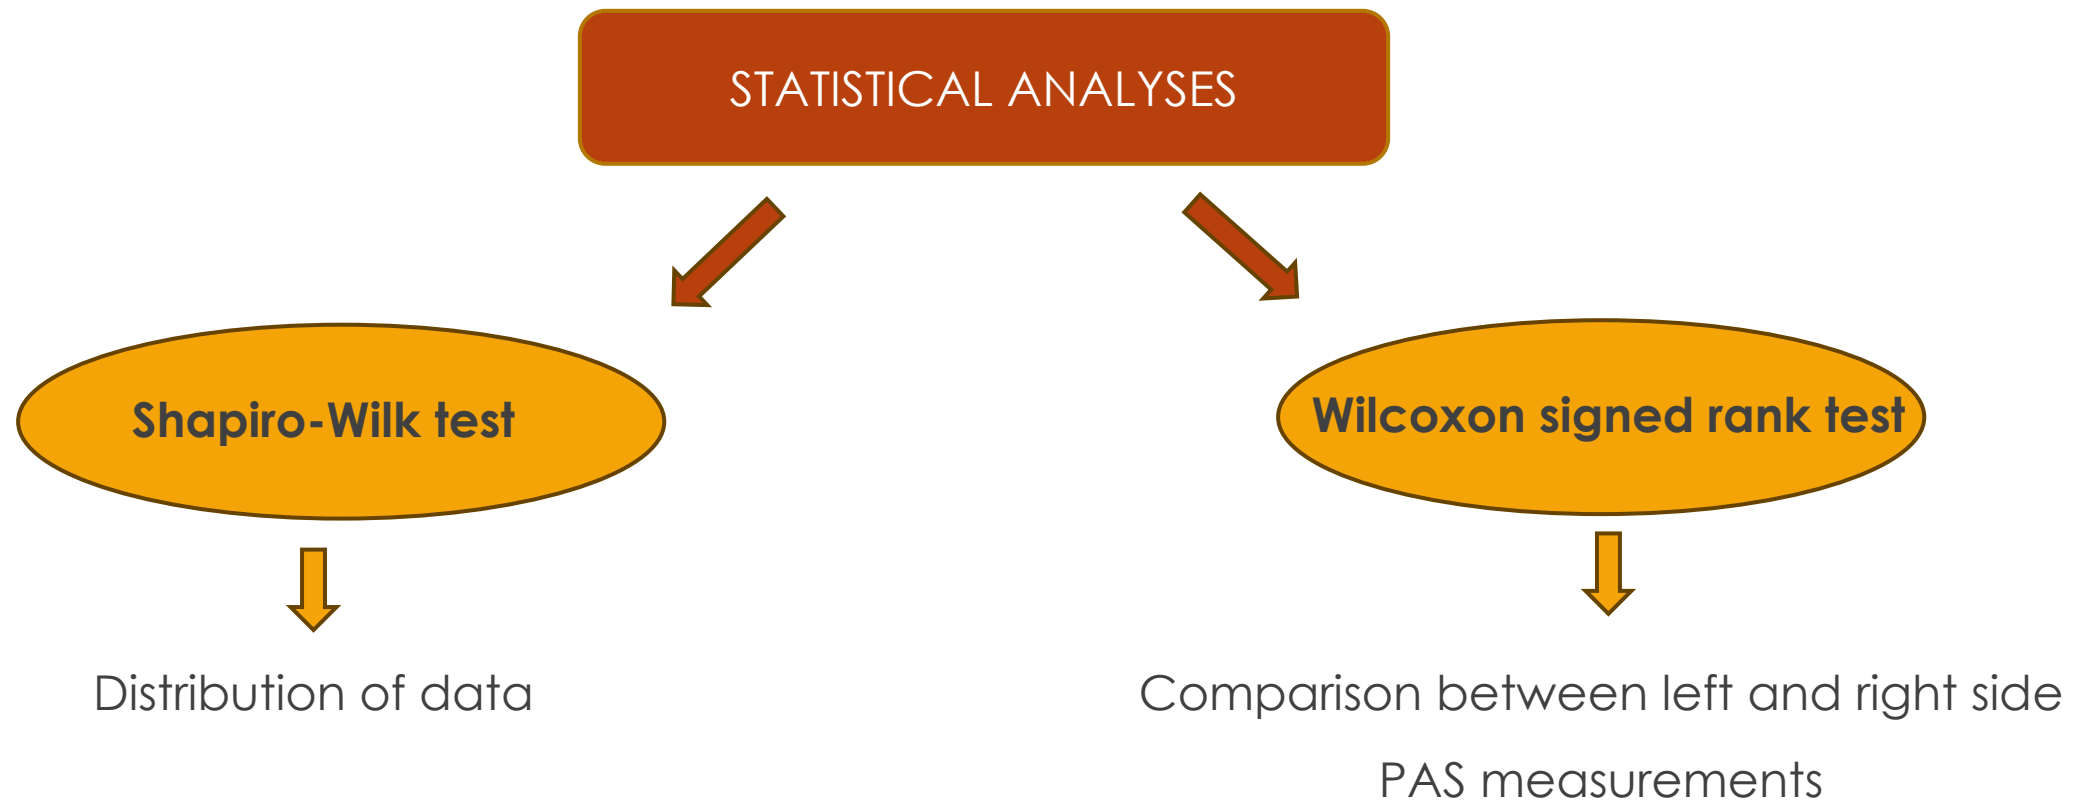 STATISTICAL ANALYSES
Shapiro-Wilk test
Wilcoxon signed rank test
Distribution of data
Comparison between left and right side
PAS measurements